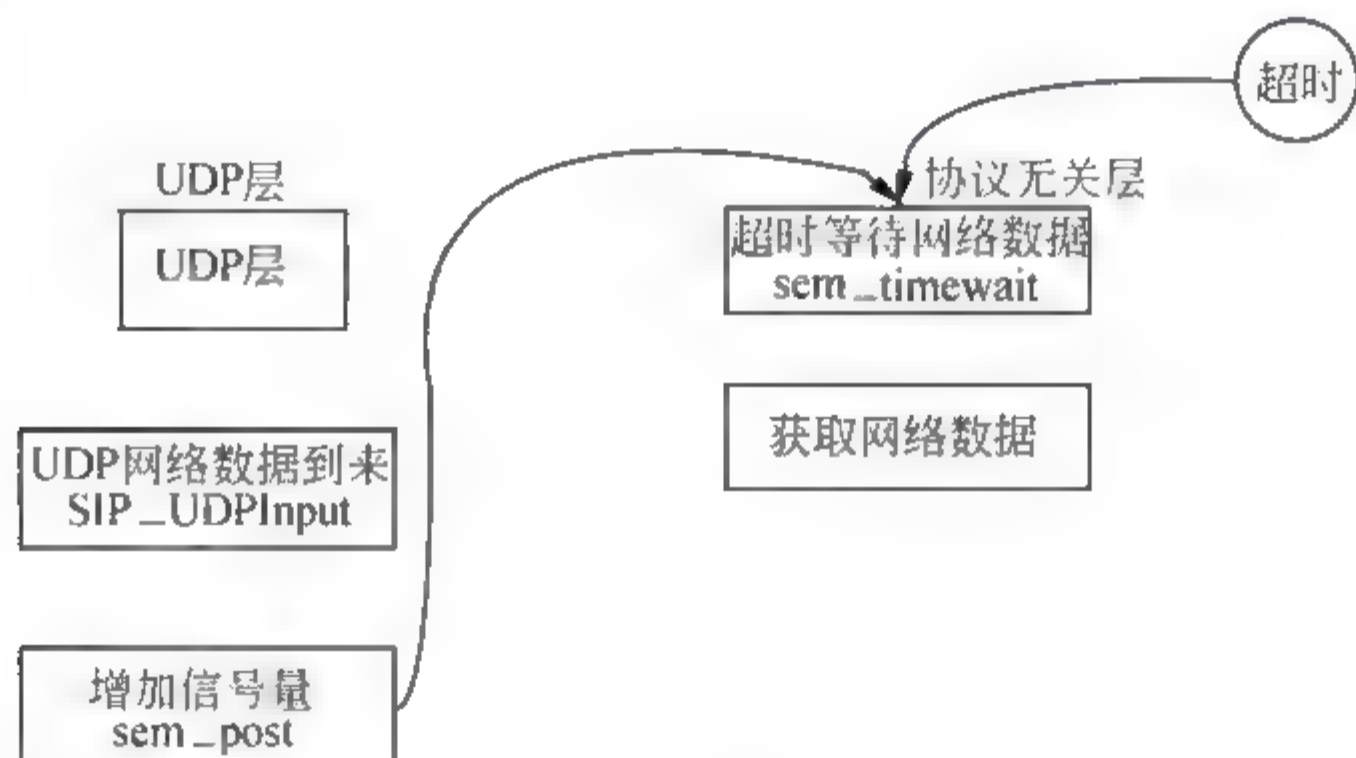 超时
UDP层
协议无关层
UDP层
超时等待网络数据
sem_timewait
获取网络数据
UDP网络数据到来
SIP_UDPInput
增加信号量
sem_post